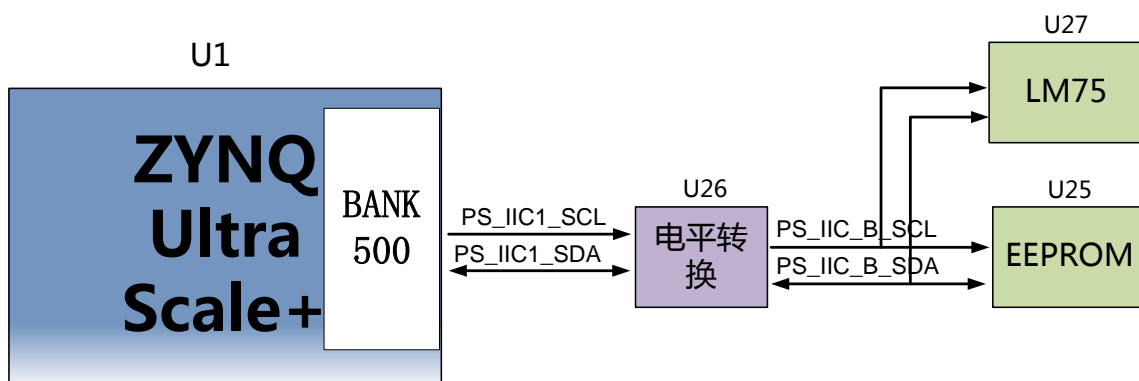 U1
ZYNQ
Ultra
Scale+
BANK
500
PS_IIC1_SCL
PS_IIC1_SDA
U26
电平转
换
PS_IIC_B_SCL
PS_IIC_B_SDA
U27
LM75
U25
EEPROM